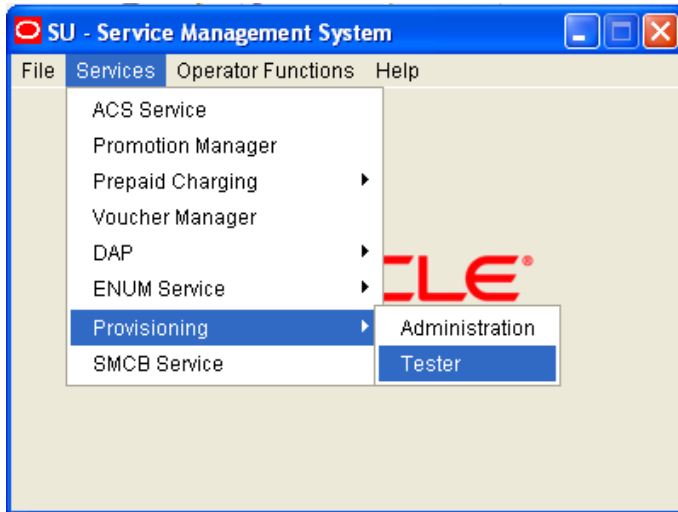 SU - Service Management System
File Services Operator Functions Help
ACS Service
Promotion Manager
Prepaid Charging
Voucher Manager
DAP
ENUM Service
Provisioning
SMCB Service
Administration
Tester
CLE®